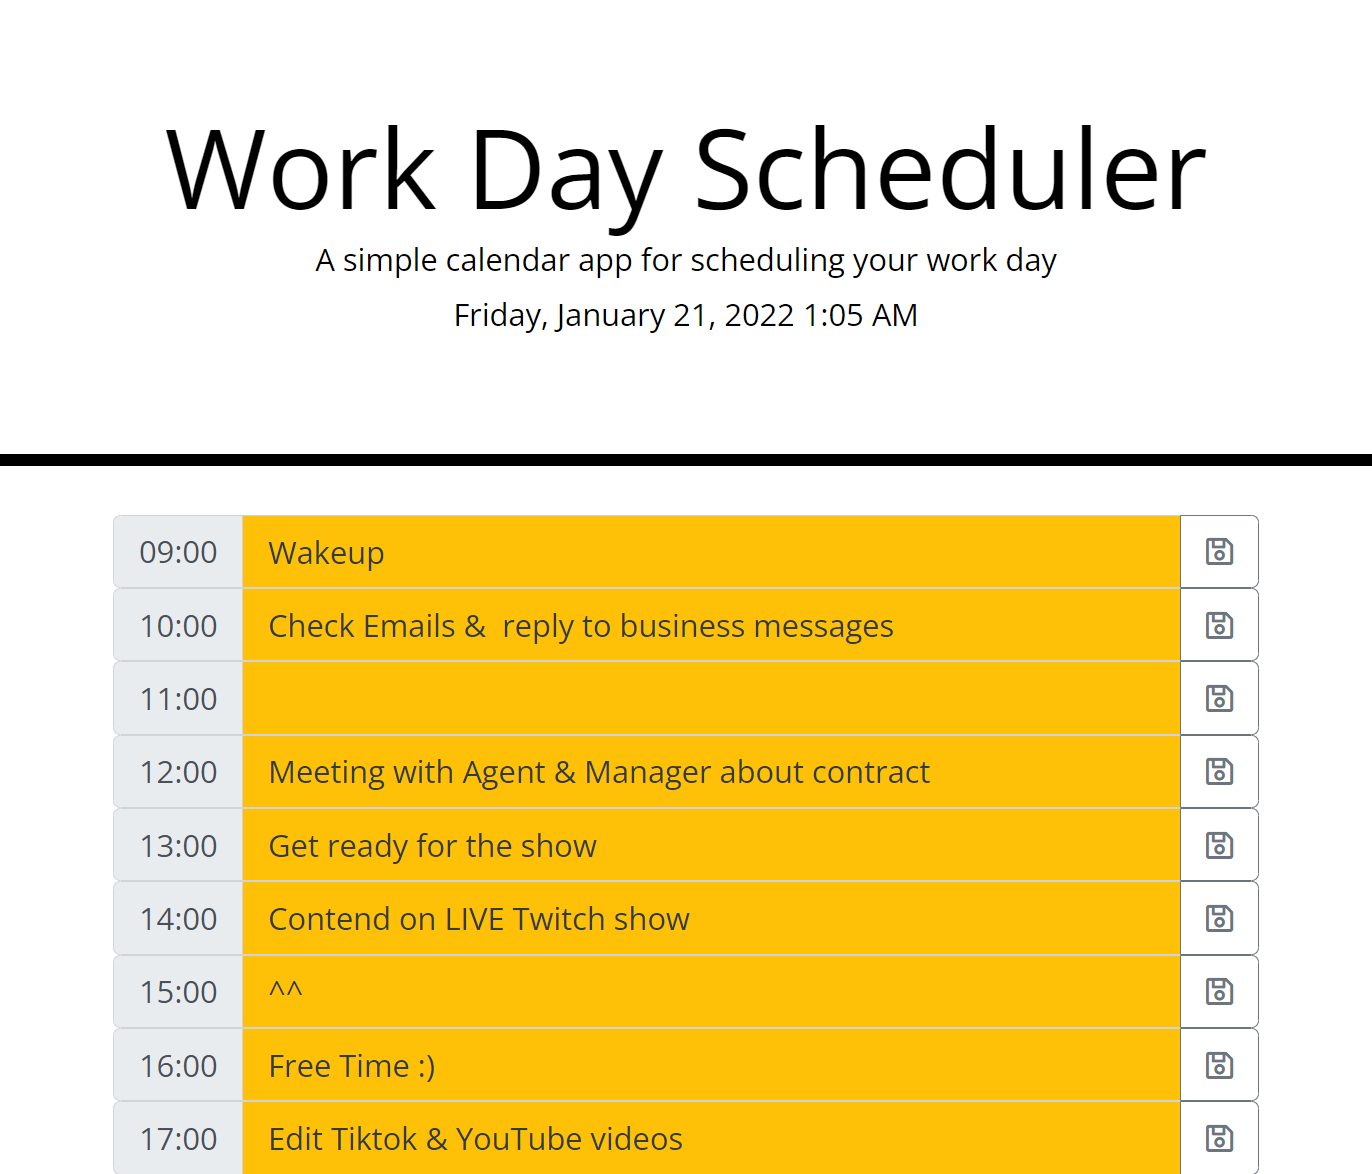 Work Day Scheduler
A simple calendar app for scheduling your work day
Friday, January 21, 2022 1:05 AM
09:00 Wakeup
10:00 Check Emails &  reply to business messages
11:00
12:00 Meeting with Agent & Manager about contract
13:00 Get ready for the show
14:00 Contend on LIVE Twitch show
15:00 ^^
16:00 Free Time :)
17:00 Edit Tiktok & YouTube videos